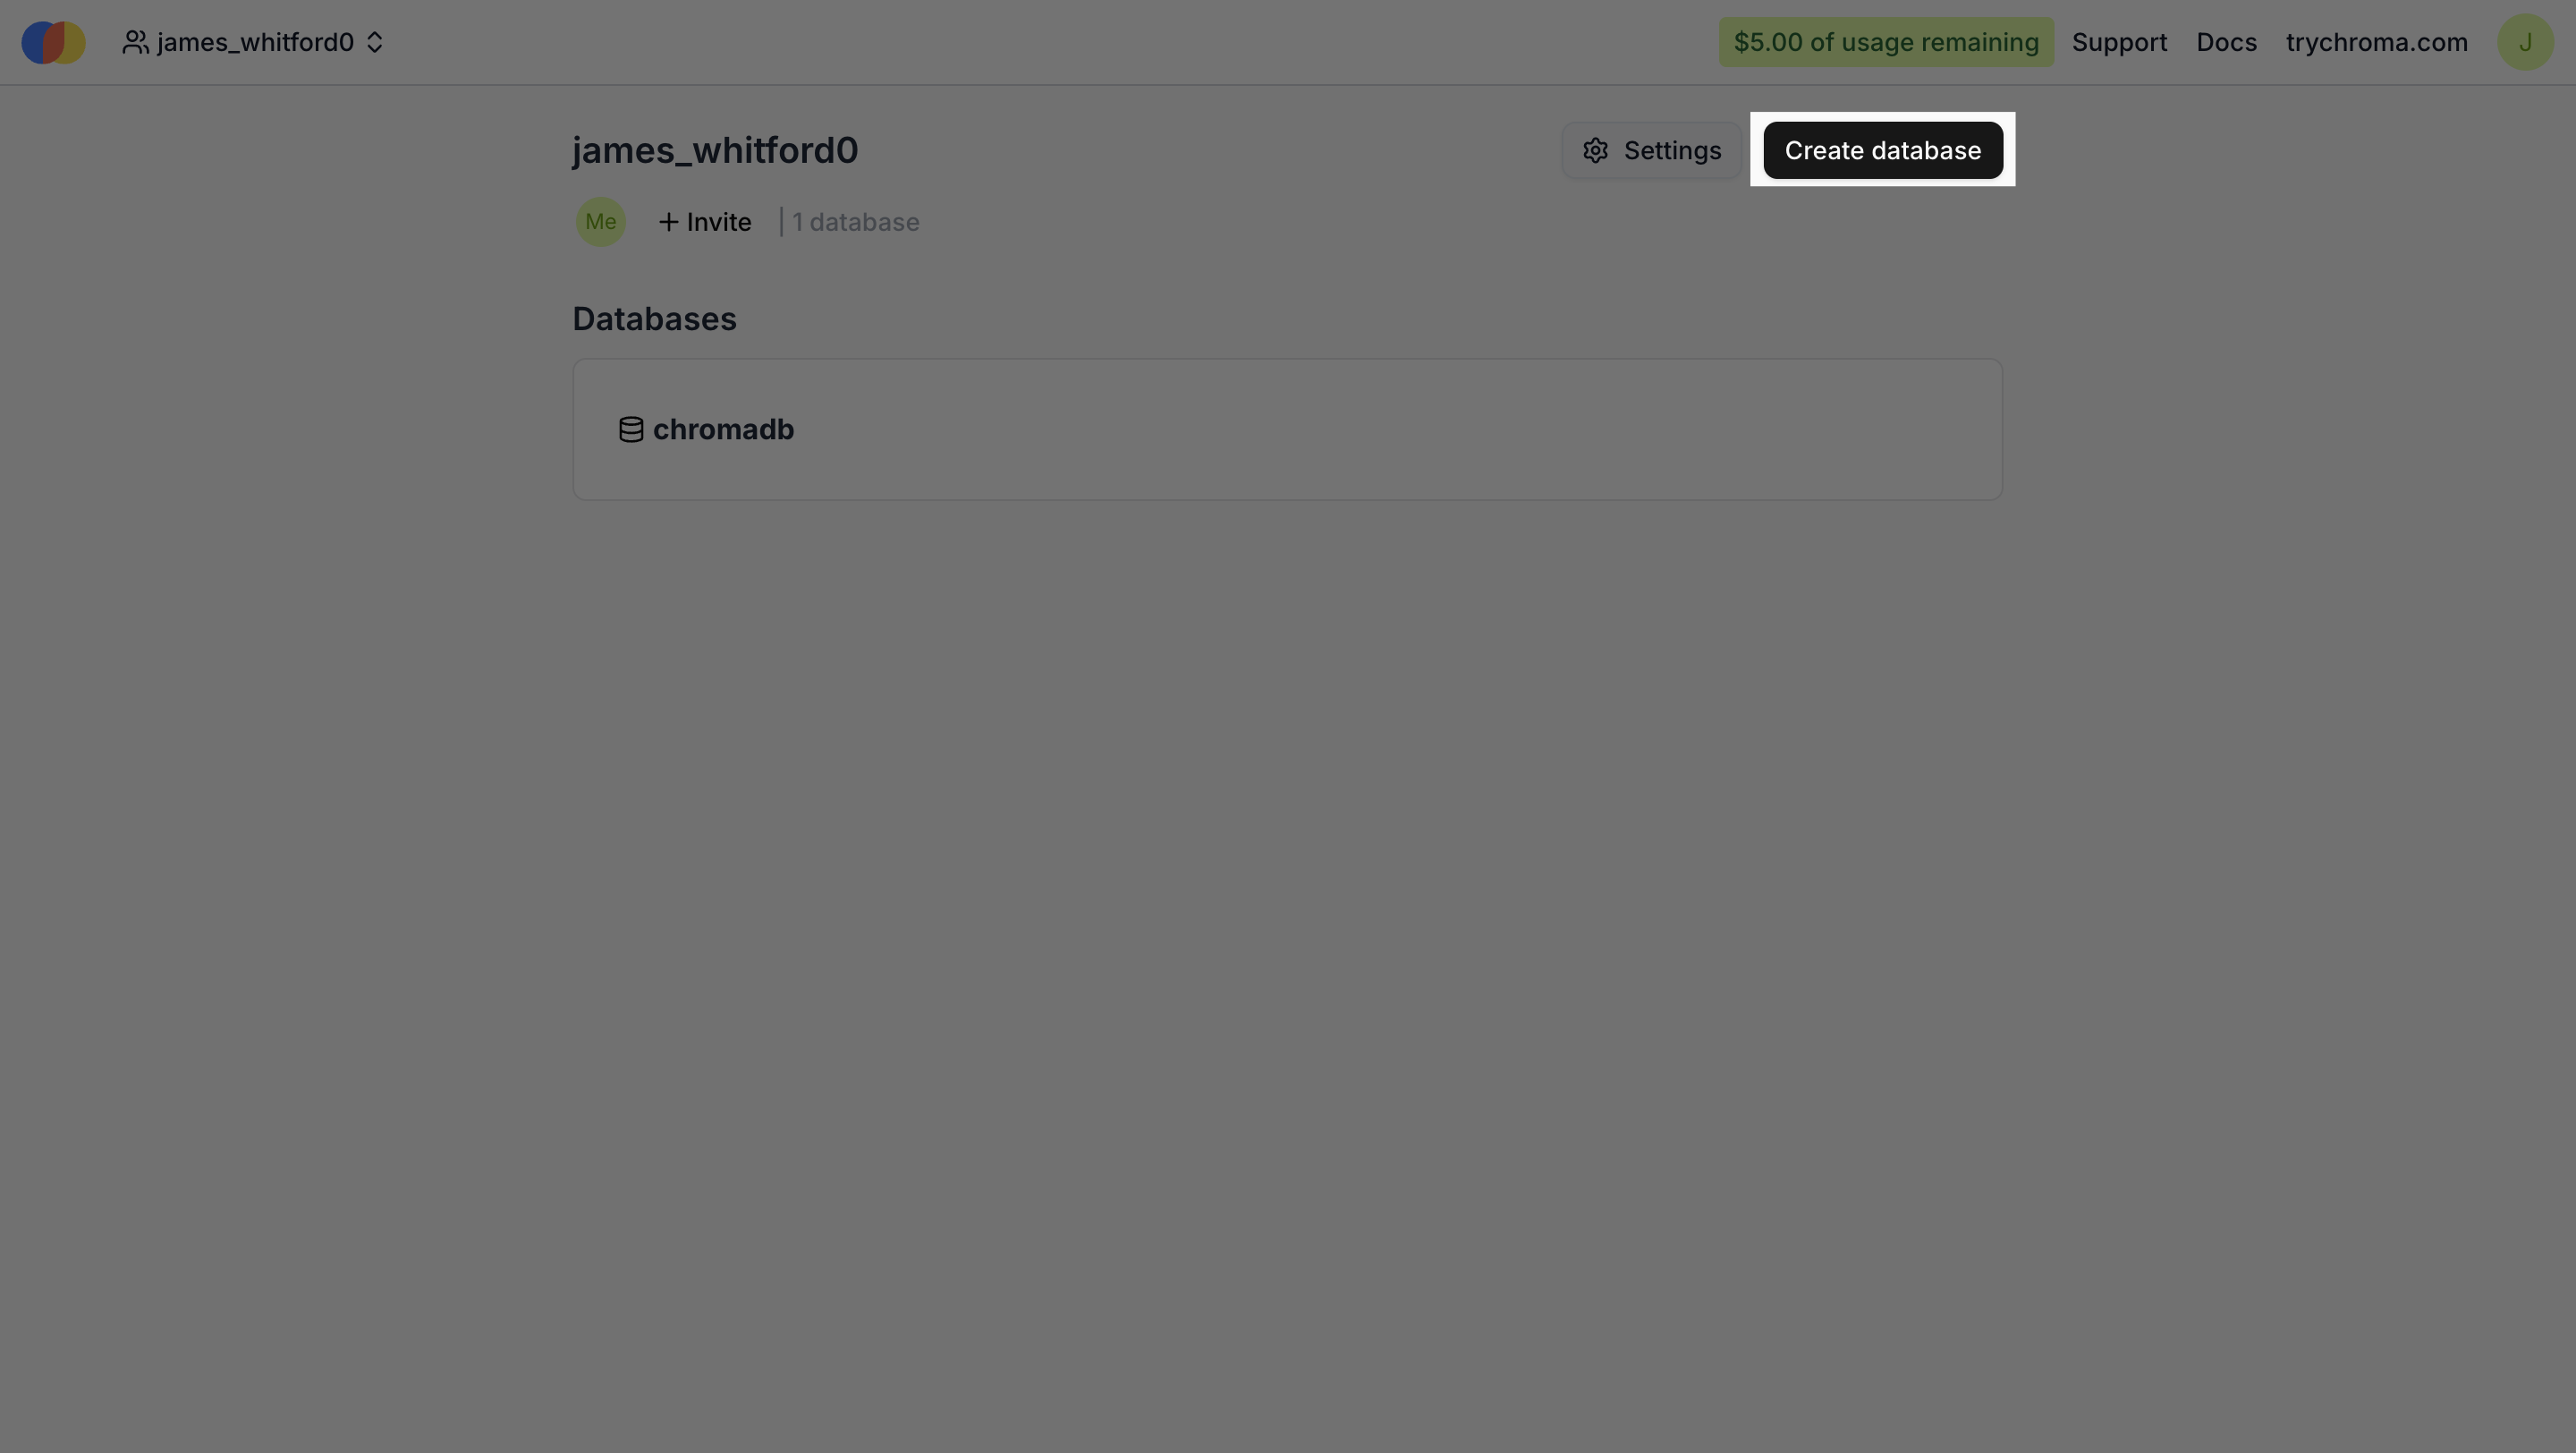 james_whitford0
$5.00 of usage remaining Support Docs trychroma.com J
james_whitford0
Settings Create database
Me + Invite | 1 database
Databases
chromadb